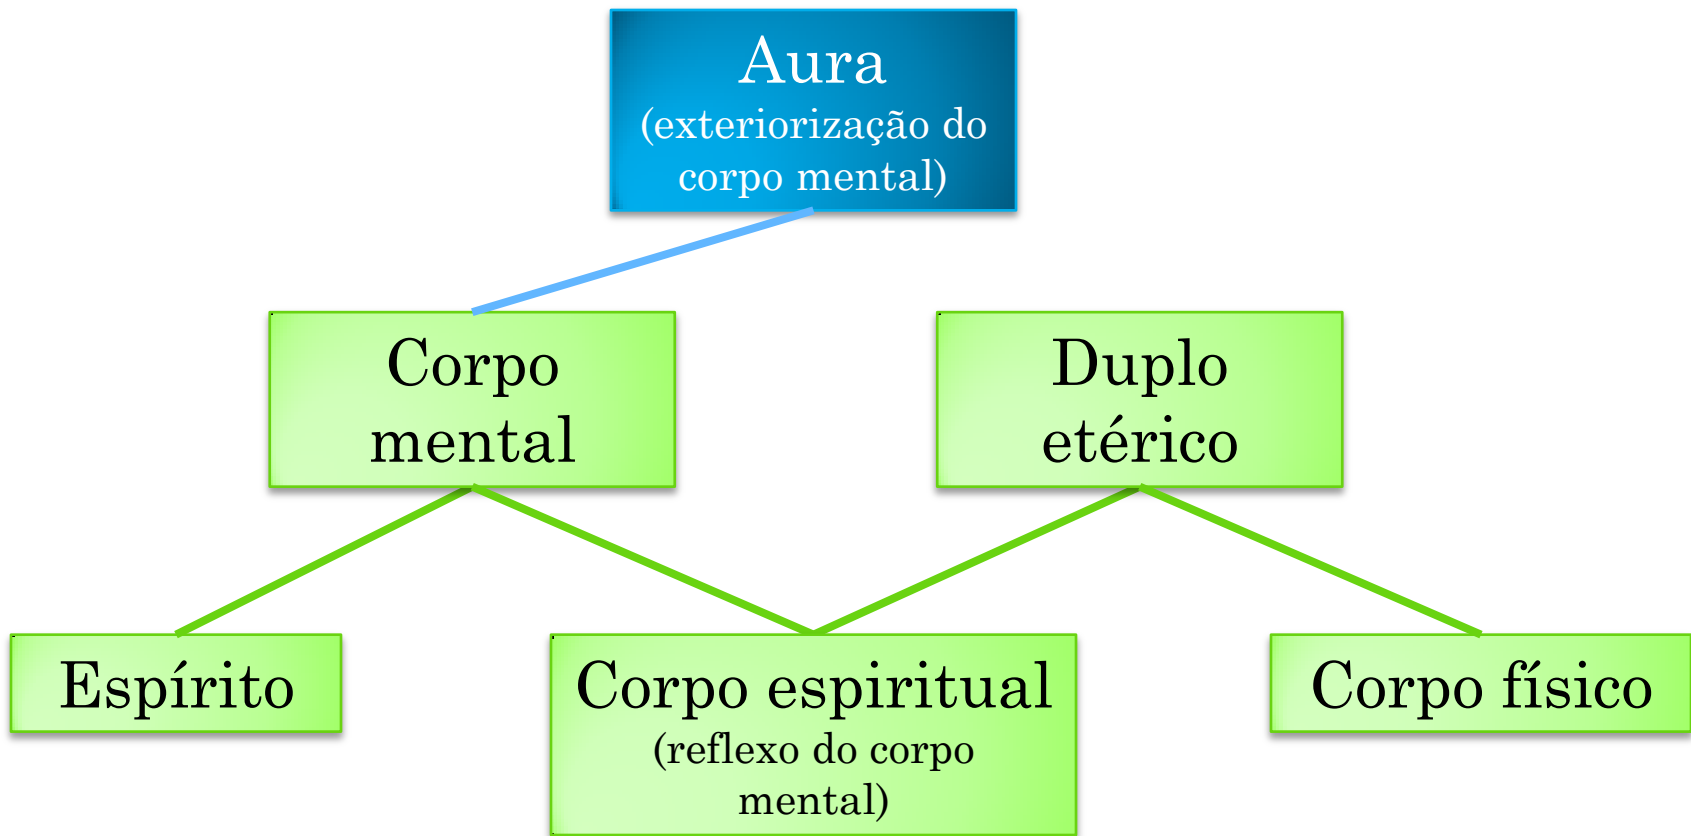 Aura
(exteriorização do
corpo mental)
Corpo
mental
Duplo
etérico
Espírito
Corpo espiritual
(reflexo do corpo
mental)
Corpo físico